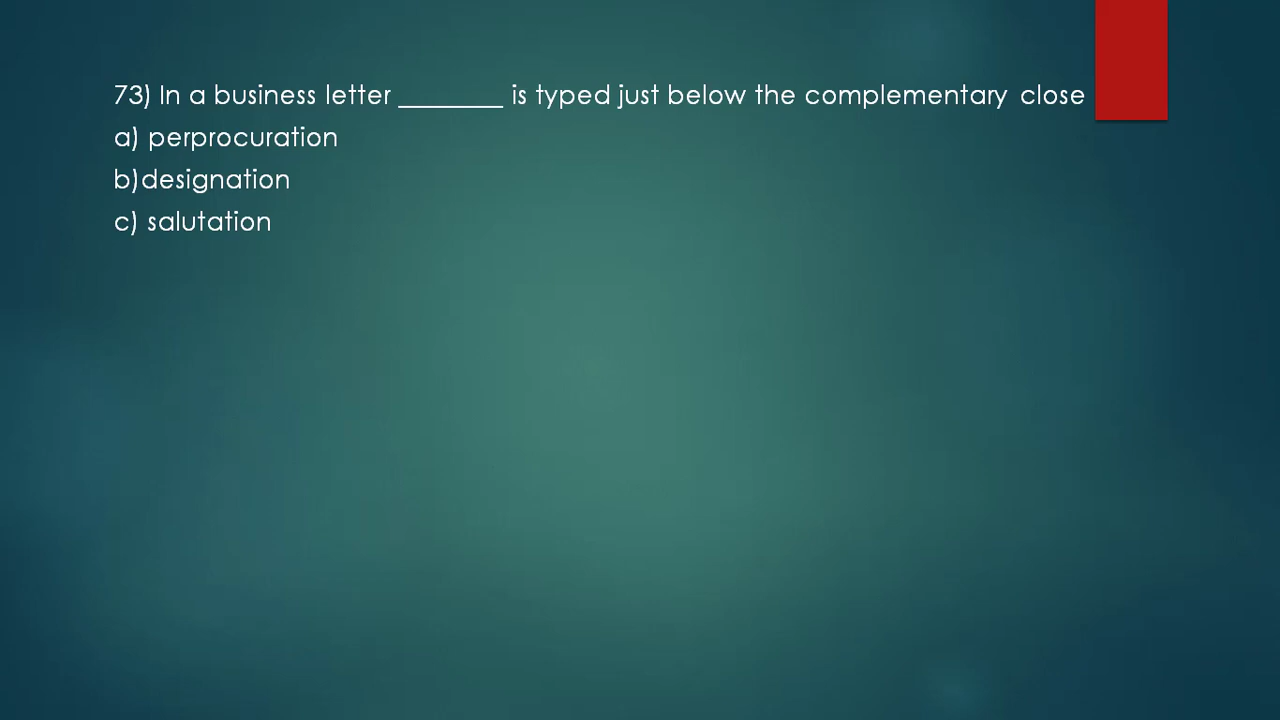 73) In a business letter ________ is typed just below the complementary close
a) perprocuration
b)designation
c) salutation